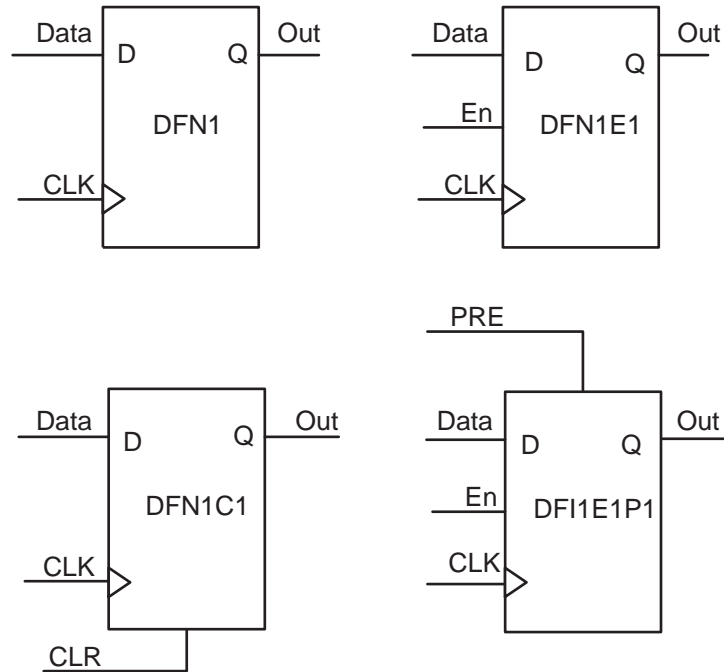 Data
D
Q
Out
DFN1
CLK
Data
D
Q
Out
En
DFN1E1
CLK
Data
D
Q
Out
DFN1C1
CLK
CLR
PRE
Data
D
Q
Out
En
DFI1E1P1
CLK